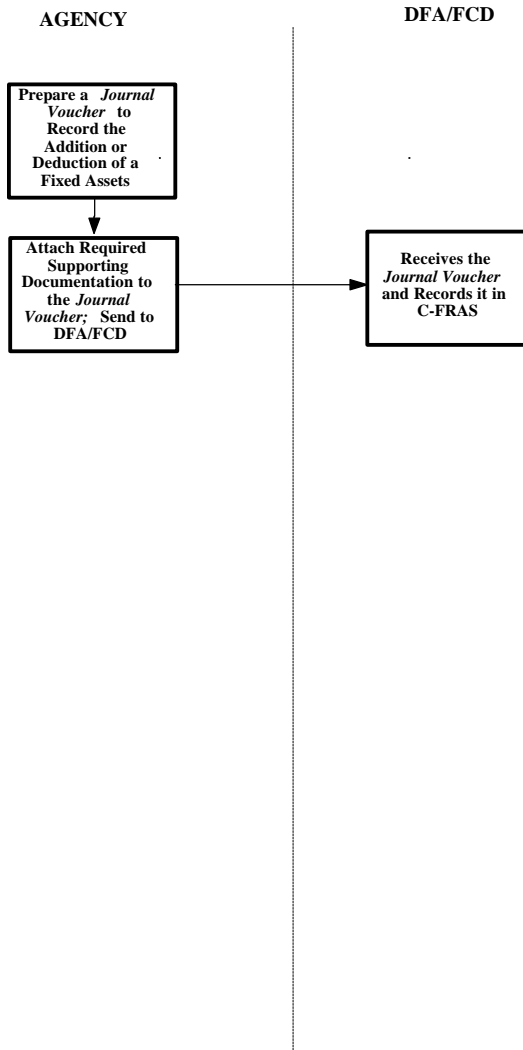 AGENCY
DFA/FCD
Prepare a Journal
Voucher to
Record the
Addition or
Deduction of a
Fixed Assets
Attach Required
Supporting
Documentation to
the Journal
Voucher; Send to
DFA/FCD
Receives the
Journal Voucher
and Records it in
C-FRAS